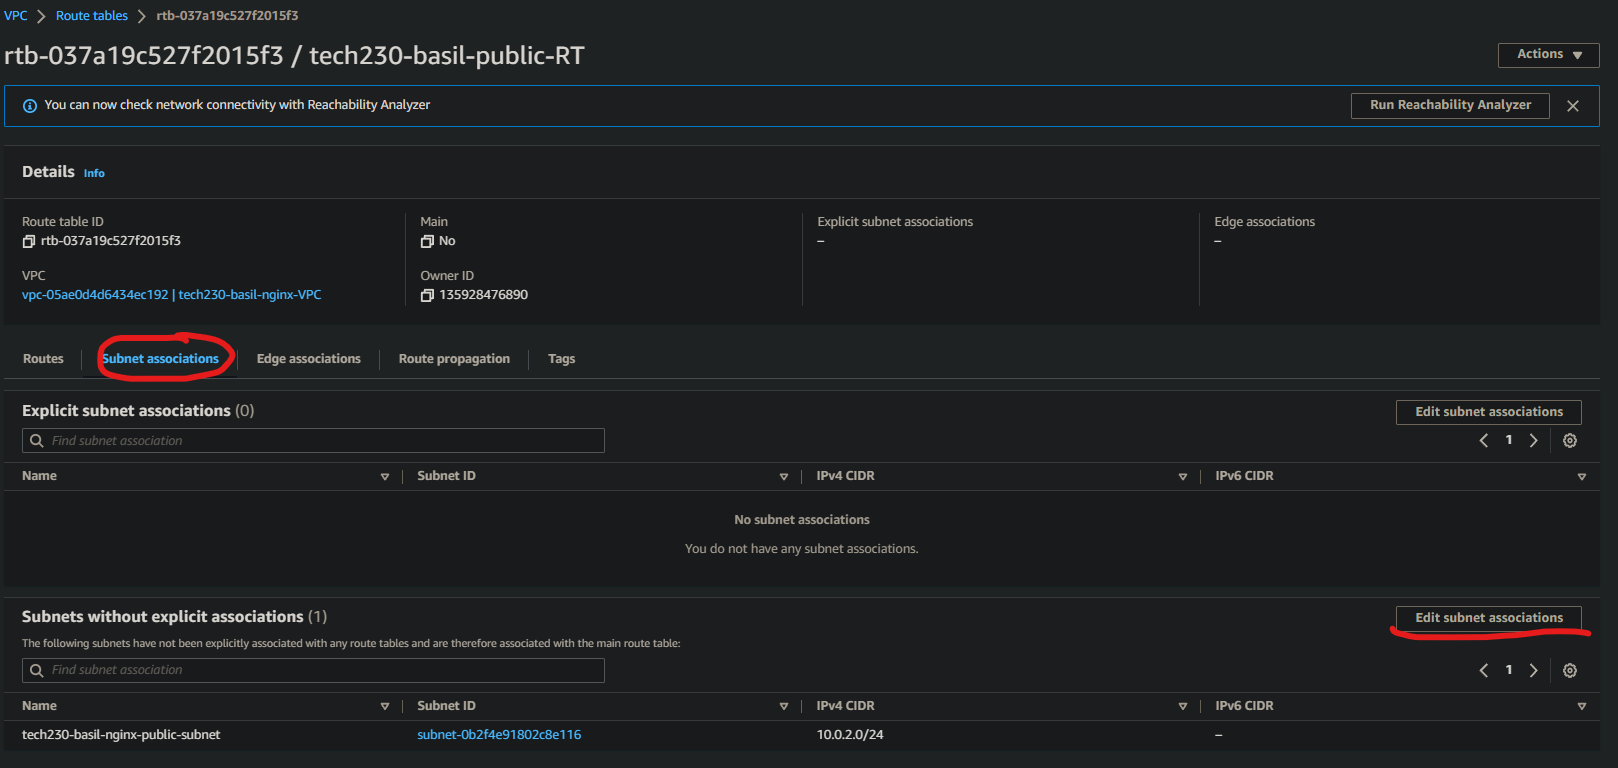 VPC > Route tables > rtb-037a19c527f2015f3
rtb-037a19c527f2015f3 / tech230-basil-public-RT
Actions
You can now check network connectivity with Reachability Analyzer
Run Reachability Analyzer
Details Info
Route table ID
rtb-037a19c527f2015f3
Main
No
Explicit subnet associations
–
Edge associations
–
VPC
vpc-05ae0d4d6434ec192 | tech230-basil-nginx-VPC
Owner ID
135928476890
Routes Subnet associations Edge associations Route propagation Tags
Explicit subnet associations (0)
Edit subnet associations
Find subnet association
1
Name Subnet ID IPv4 CIDR IPv6 CIDR
No subnet associations
You do not have any subnet associations.
Subnets without explicit associations (1)
Edit subnet associations
The following subnets have not been explicitly associated with any route tables and are therefore associated with the main route table:
Find subnet association
1
Name Subnet ID IPv4 CIDR IPv6 CIDR
tech230-basil-nginx-public-subnet subnet-0b2f4e91802c8e116 10.0.2.0/24 –